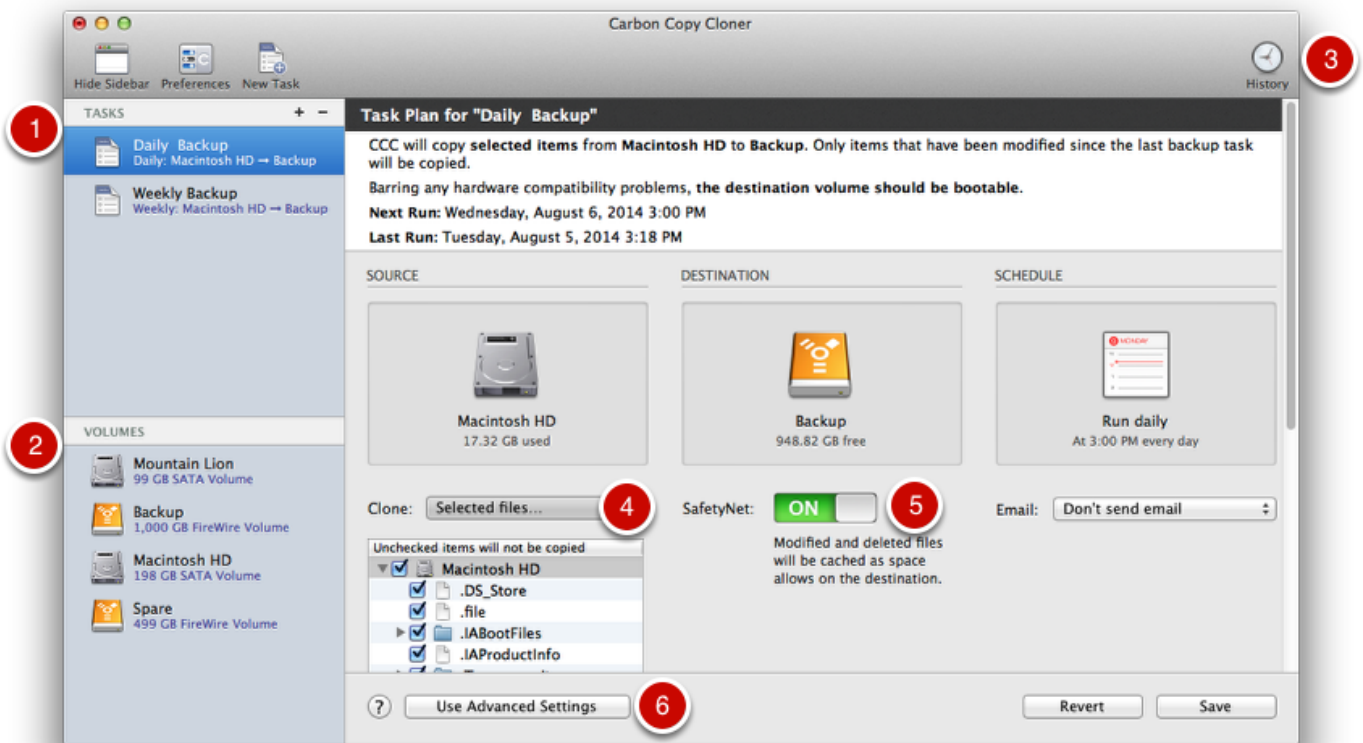 Carbon Copy Cloner
Hide Sidebar Preferences New Task
History
3
1
TASKS + −
Daily Backup
Daily: Macintosh HD → Backup
Weekly Backup
Weekly: Macintosh HD → Backup
Task Plan for "Daily Backup"
CCC will copy selected items from Macintosh HD to Backup. Only items that have been modified since the last backup task
will be copied.
Barring any hardware compatibility problems, the destination volume should be bootable.
Next Run: Wednesday, August 6, 2014 3:00 PM
Last Run: Tuesday, August 5, 2014 3:18 PM
SOURCE
Macintosh HD
17.32 GB used
DESTINATION
Backup
948.82 GB free
SCHEDULE
MONDAY
Run daily
At 3:00 PM every day
2
VOLUMES
Mountain Lion
99 GB SATA Volume
Backup
1,000 GB FireWire Volume
Macintosh HD
198 GB SATA Volume
Spare
499 GB FireWire Volume
Clone: Selected files...
4
Unchecked items will not be copied
Macintosh HD
.DS_Store
.file
.IABootFiles
.IAProductInfo
SafetyNet: ON
5
Modified and deleted files
will be cached as space
allows on the destination.
Email: Don't send email
? Use Advanced Settings
6
Revert Save